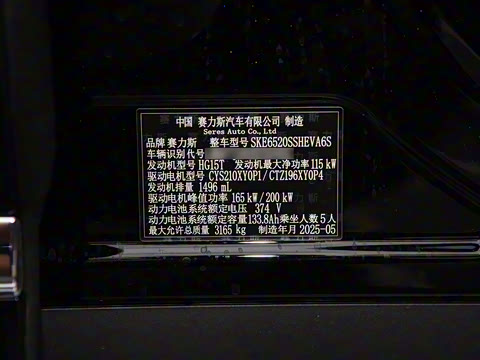 中国 赛力斯汽车有限公司 制造
Seres Auto Co., Ltd
品牌 赛力斯 整车型号 SKE6520SSHEVA6S
车辆识别代号
发动机型号 HG15T 发动机最大净功率 115 kW
驱动电机型号 CYS210XY0P1/CTZ196XY0P4
发动机排量 1496 mL
驱动电机峰值功率 165 kW/200 kW
动力电池系统额定电压 374 V
动力电池系统额定容量 133.8Ah 乘坐人数 5 人
最大允许总质量 3165 kg 制造年月 2025-05